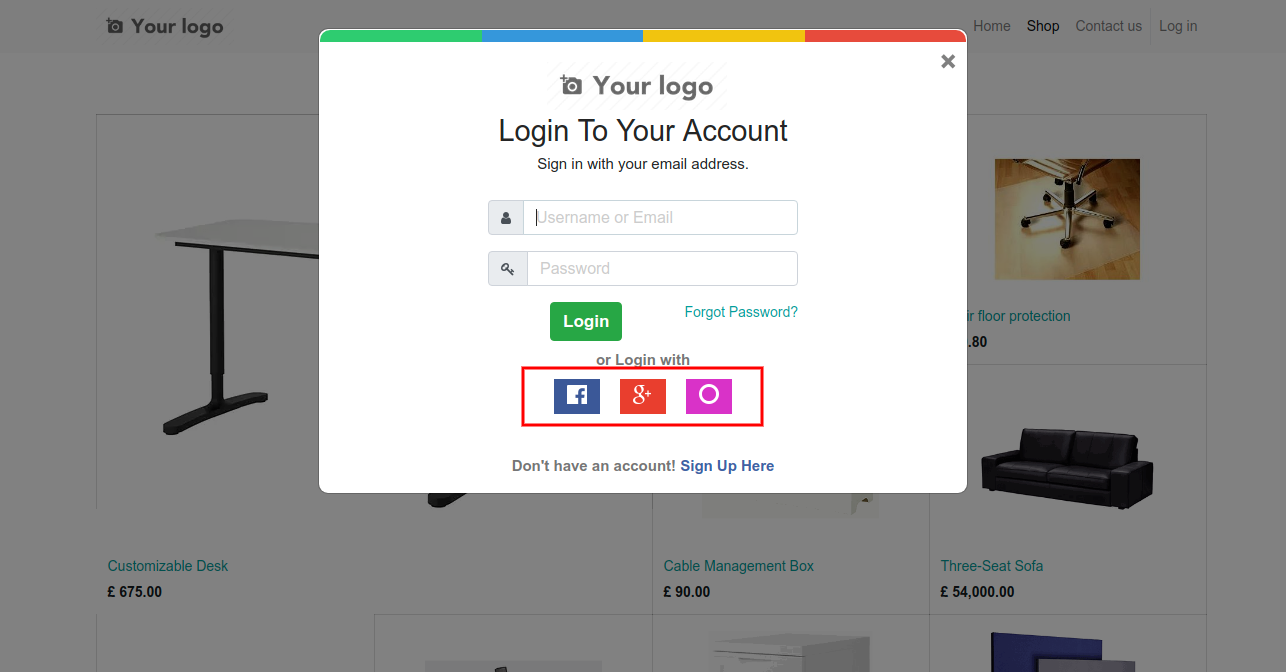 Your logo
Home Shop Contact us Log in
Your logo
Login To Your Account
Sign in with your email address.
Username or Email
Password
Login
Forgot Password?
or Login with
g+
Don't have an account! Sign Up Here
ir floor protection
.80
Customizable Desk
£ 675.00
Cable Management Box
£ 90.00
Three-Seat Sofa
£ 54,000.00